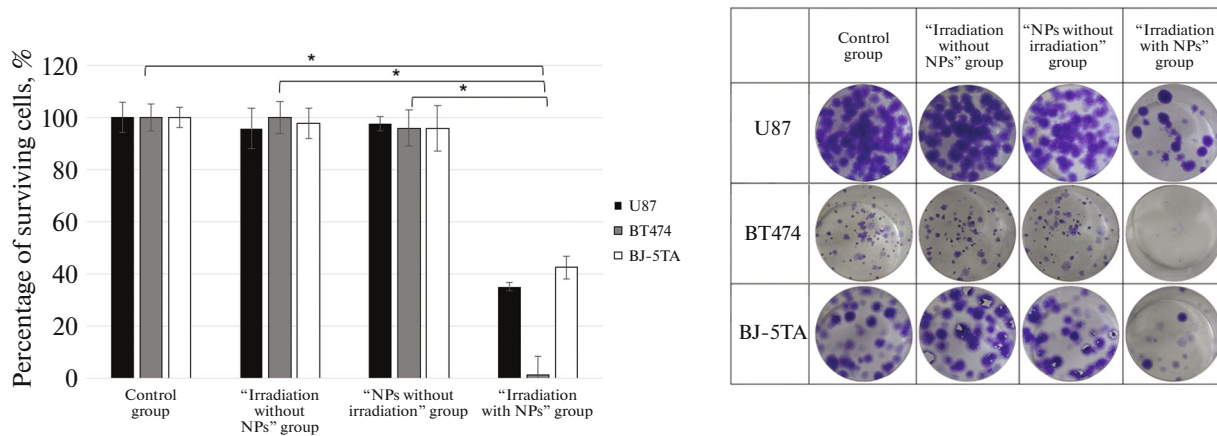 Percentage of surviving cells, %
120
100
80
60
40
20
0
*
*
*
Control
group
“Irradiation
without
NPs” group
“NPs without
irradiation” group
“Irradiation
with NPs” group
U87
BT474
BJ-5TA
Control
group
“Irradiation
without
NPs” group
“NPs without
irradiation”
group
“Irradiation
with NPs”
group
U87
BT474
BJ-5TA